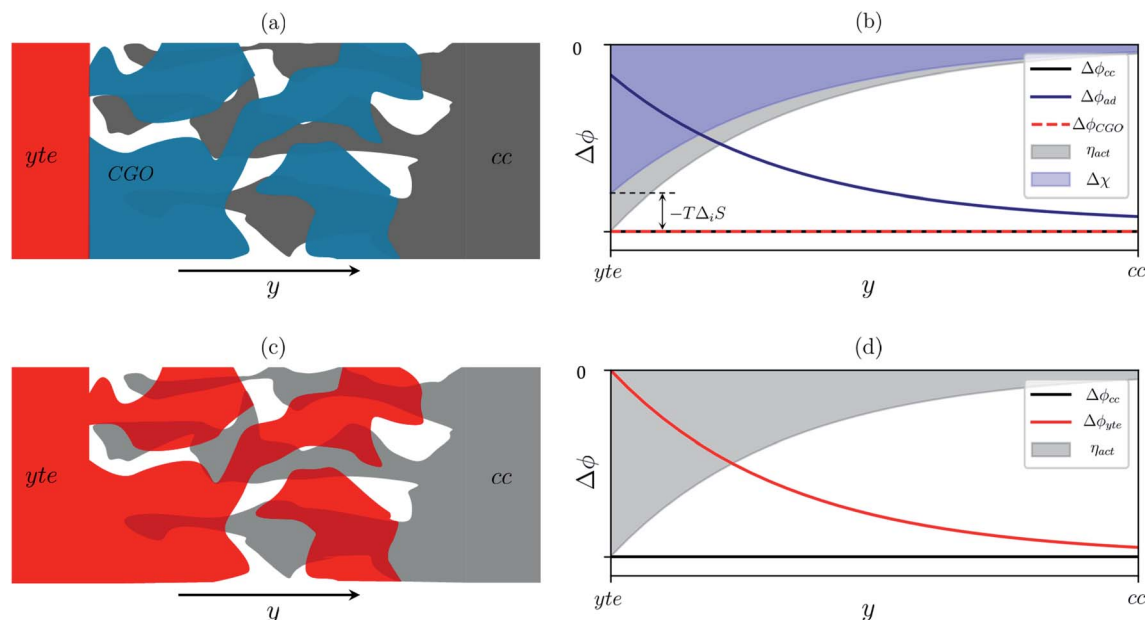 (a)
yte
CGO
cc
y
(b)
0
Δϕ
Δϕcc
Δϕad
ΔϕCGO
ηact
Δχ
−TΔiS
yte
y
cc
(c)
yte
cc
y
(d)
0
Δϕ
Δϕcc
Δϕyte
ηact
yte
y
cc